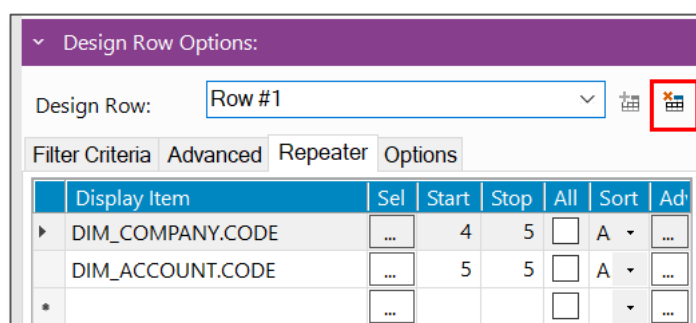 Design Row Options:
Design Row: Row #1
Filter Criteria Advanced Repeater Options
Display Item Sel Start Stop All Sort Adv
DIM_COMPANY.CODE ... 4 5 A ...
DIM_ACCOUNT.CODE ... 5 5 A ...
* ... ...